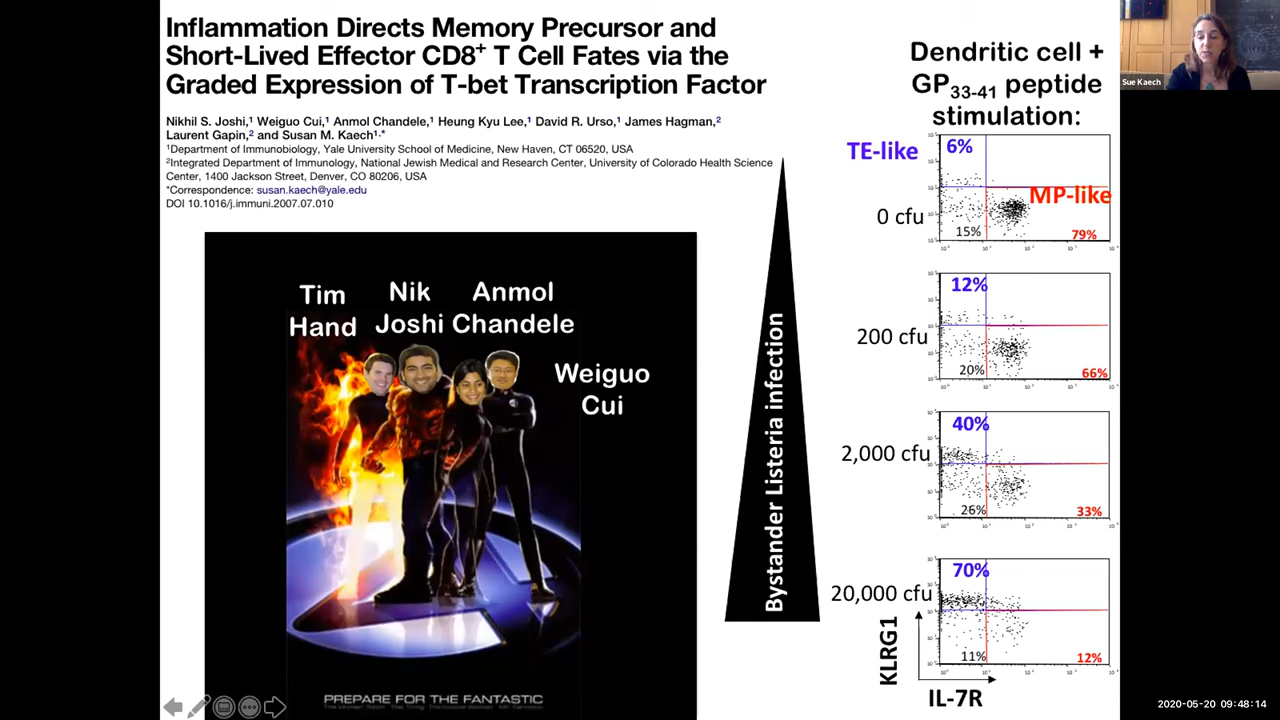 Inflammation Directs Memory Precursor and
Short-Lived Effector CD8⁺ T Cell Fates via the
Graded Expression of T-bet Transcription Factor
Nikhil S. Joshi,¹ Weiguo Cui,¹ Anmol Chandele,¹ Heung Kyu Lee,¹ David R. Urso,¹ James Hagman,²
Laurent Gapin,² and Susan M. Kaech¹,*
¹Department of Immunobiology, Yale University School of Medicine, New Haven, CT 06520, USA
²Integrated Department of Immunology, National Jewish Medical and Research Center, University of Colorado Health Science
Center, 1400 Jackson Street, Denver, CO 80206, USA
*Correspondence: susan.kaech@yale.edu
DOI 10.1016/j.immuni.2007.07.010
Tim
Hand
Nik
Joshi
Anmol
Chandele
Weiguo
Cui
PREPARE FOR THE FANTASTIC
Bystander Listeria infection
Dendritic cell +
GP33-41 peptide
stimulation:
TE-like
6%
MP-like
0 cfu
15%
79%
12%
200 cfu
20%
66%
40%
2,000 cfu
26%
33%
70%
20,000 cfu
11%
12%
KLRG1
IL-7R
Sue Kaech
2020-05-20 09:48:14